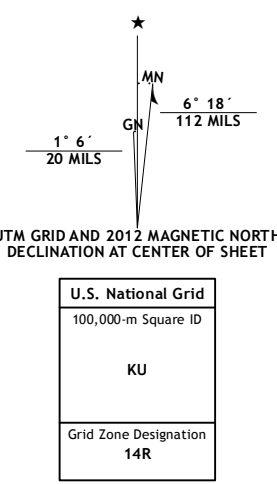 ★
MN
GN
6° 18´
112 MILS
1° 6´
20 MILS
UTM GRID AND 2012 MAGNETIC NORTH
DECLINATION AT CENTER OF SHEET
U.S. National Grid
100,000-m Square ID
KU
Grid Zone Designation
14R